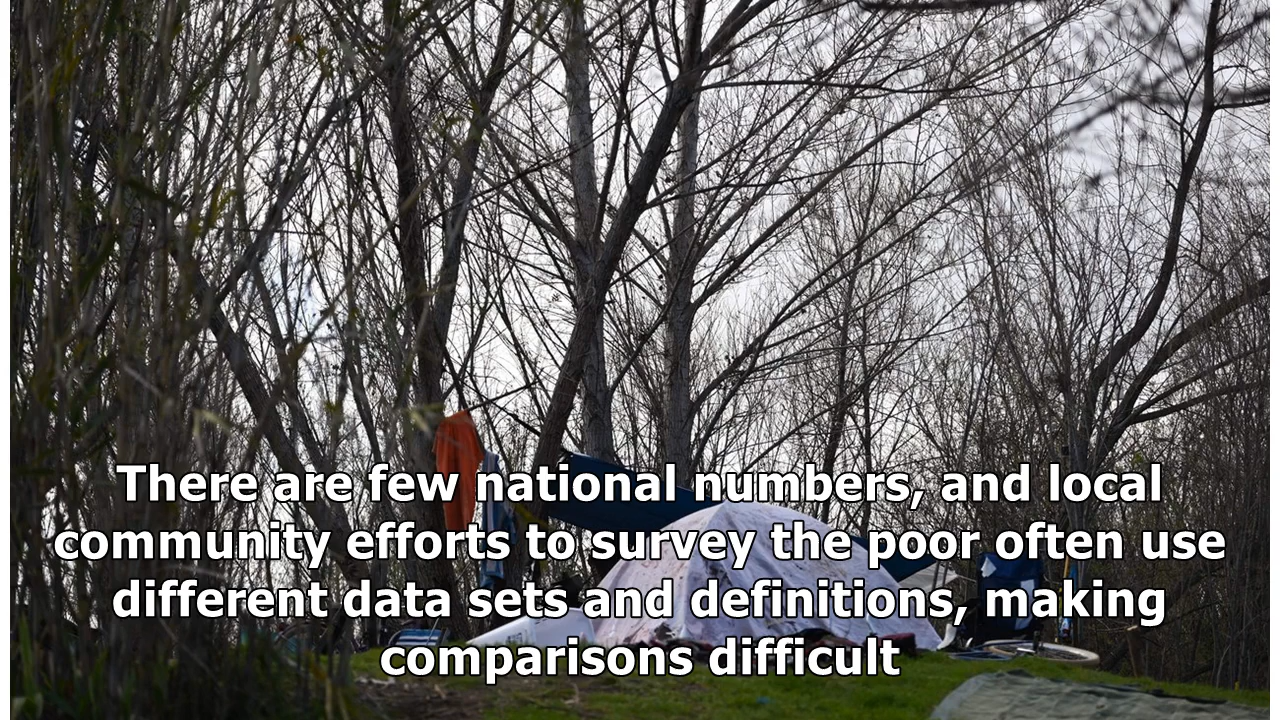 There are few national numbers, and local
community efforts to survey the poor often use
different data sets and definitions, making
comparisons difficult